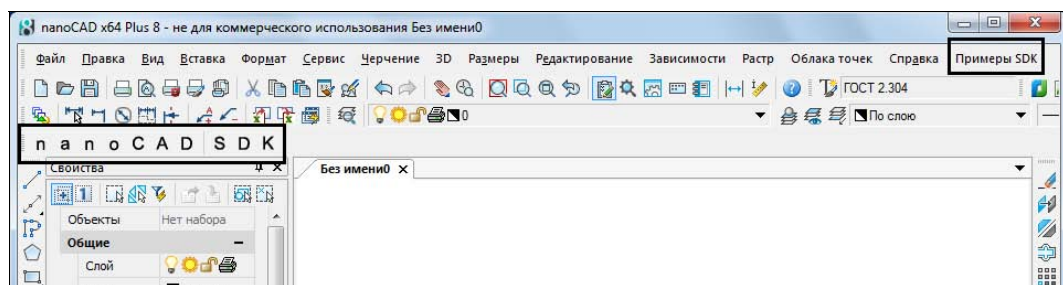 nanoCAD x64 Plus 8 - не для коммерческого использования Без имени0
Файл Правка Вид Вставка Формат Сервис Черчение 3D Размеры Редактирование Зависимости Растр Облака точек Справка Примеры SDK
ГОСТ 2.304
0 По слою
n a n o C A D S D K
Свойства Без имени0
1
Объекты Нет набора
Общие
Слой